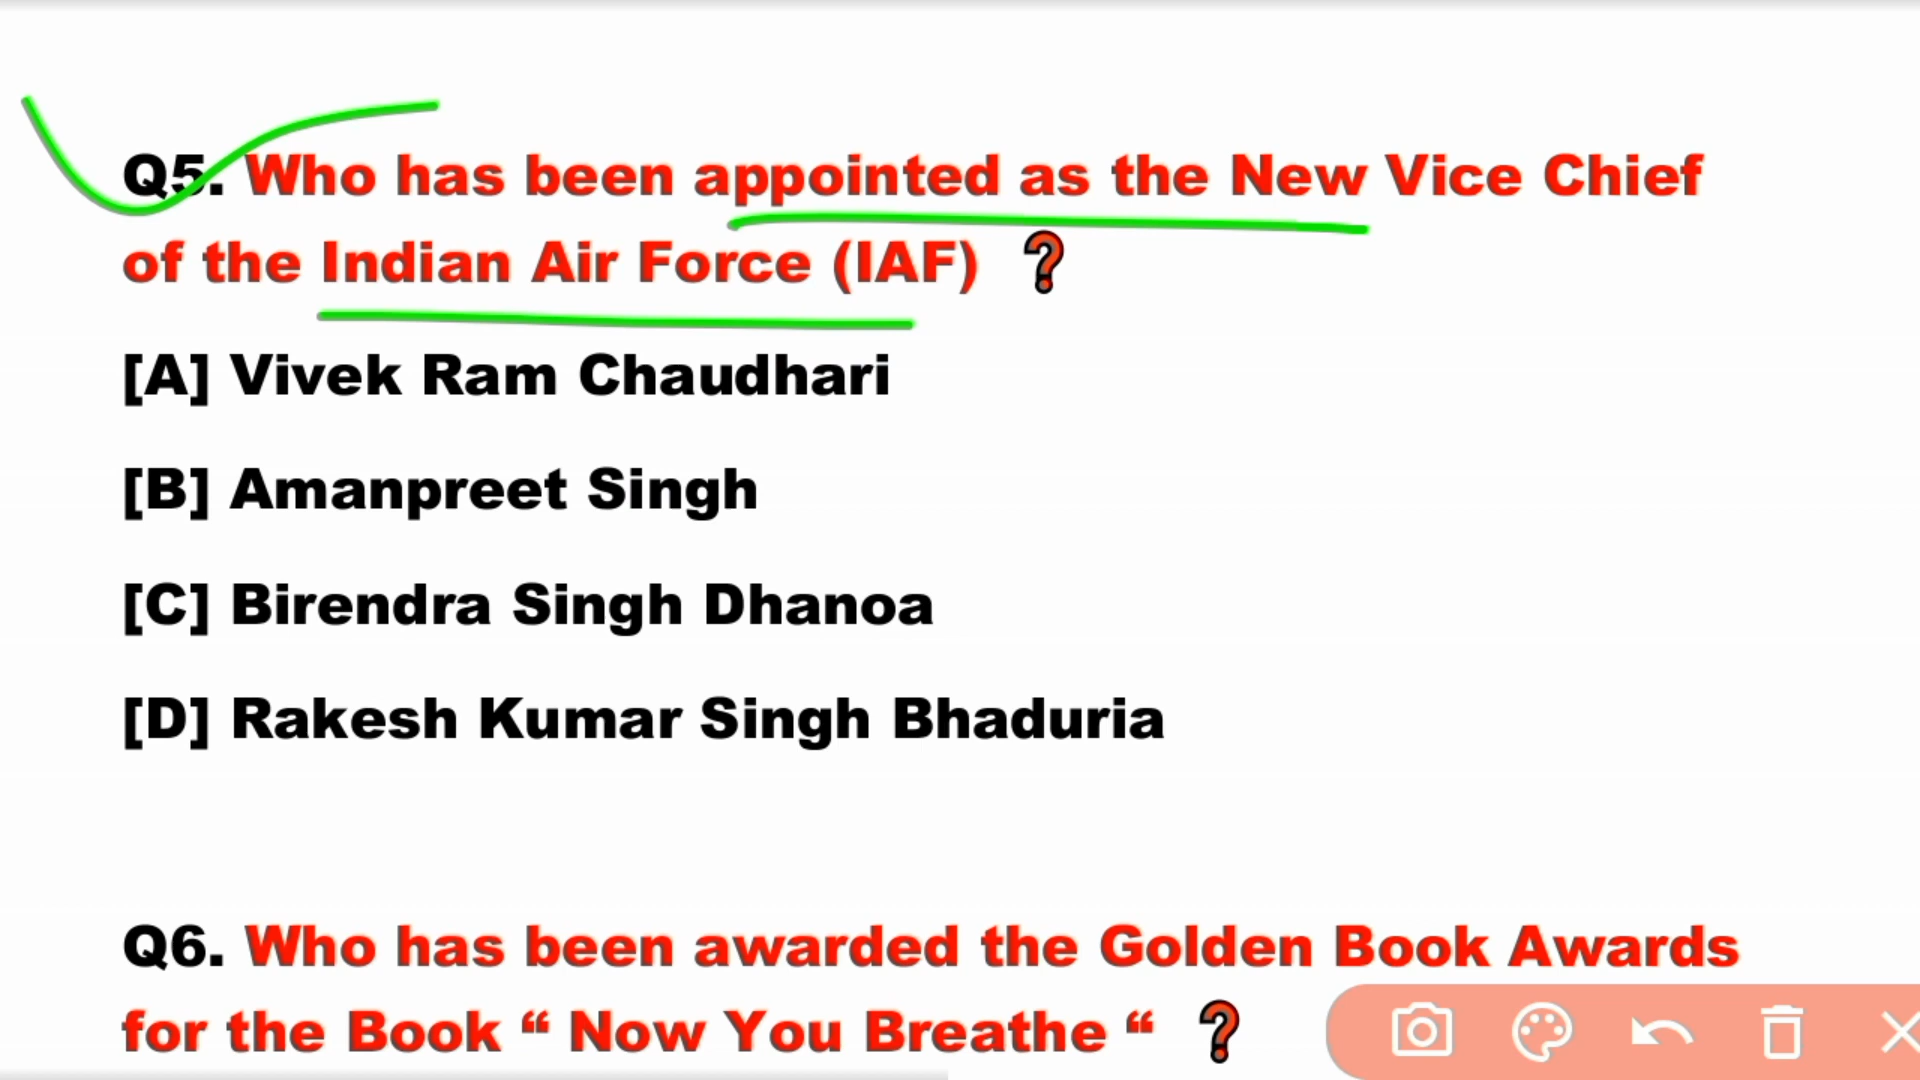 Q5. Who has been appointed as the New Vice Chief
of the Indian Air Force (IAF) ❓
[A] Vivek Ram Chaudhari
[B] Amanpreet Singh
[C] Birendra Singh Dhanoa
[D] Rakesh Kumar Singh Bhaduria
Q6. Who has been awarded the Golden Book Awards
for the Book “ Now You Breathe “ ❓